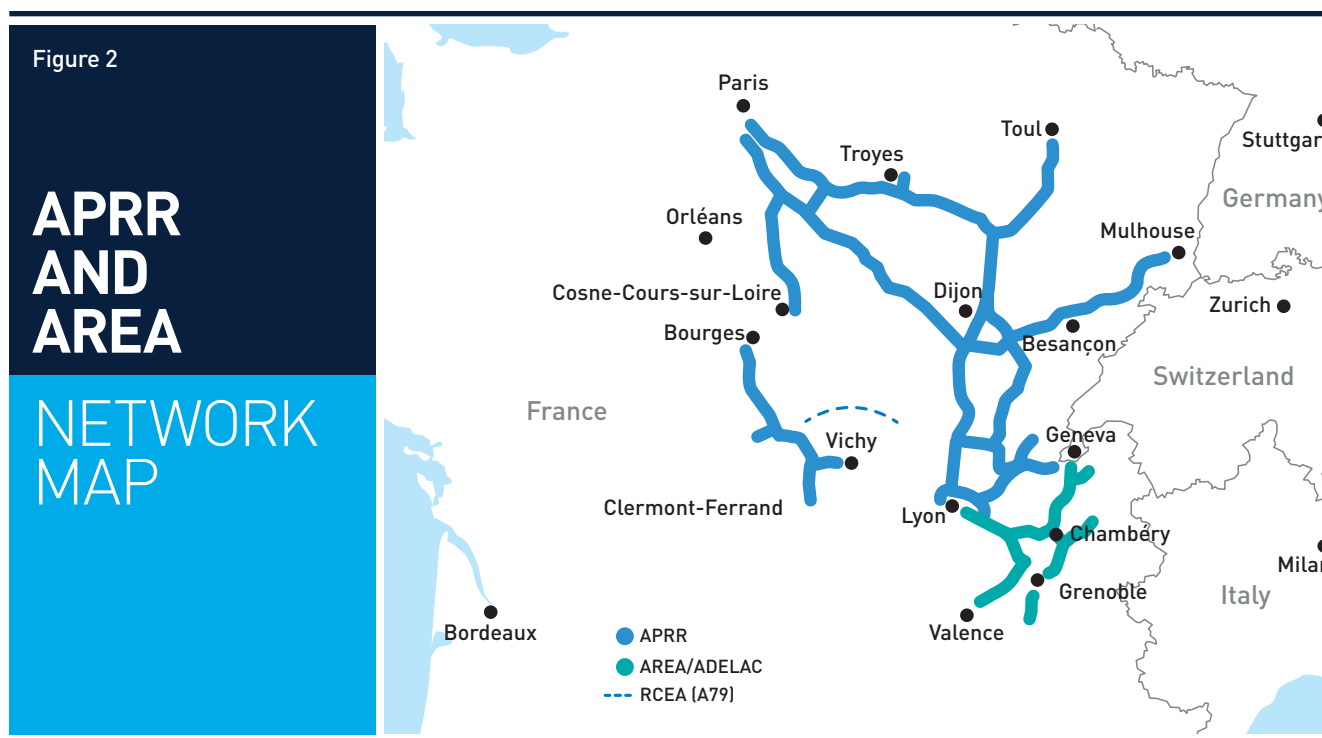 Figure 2
APRR
AND
AREA
NETWORK
MAP
Paris
Toul
Troyes
Stuttgar
Germany
Orléans
Mulhouse
Cosne-Cours-sur-Loire
Dijon
Zurich
Bourges
Besançon
Switzerland
France
Geneva
Vichy
Clermont-Ferrand
Lyon
Chambéry
Milan
Grenoble
Italy
Bordeaux
Valence
APRR
AREA/ADELAC
RCEA (A79)